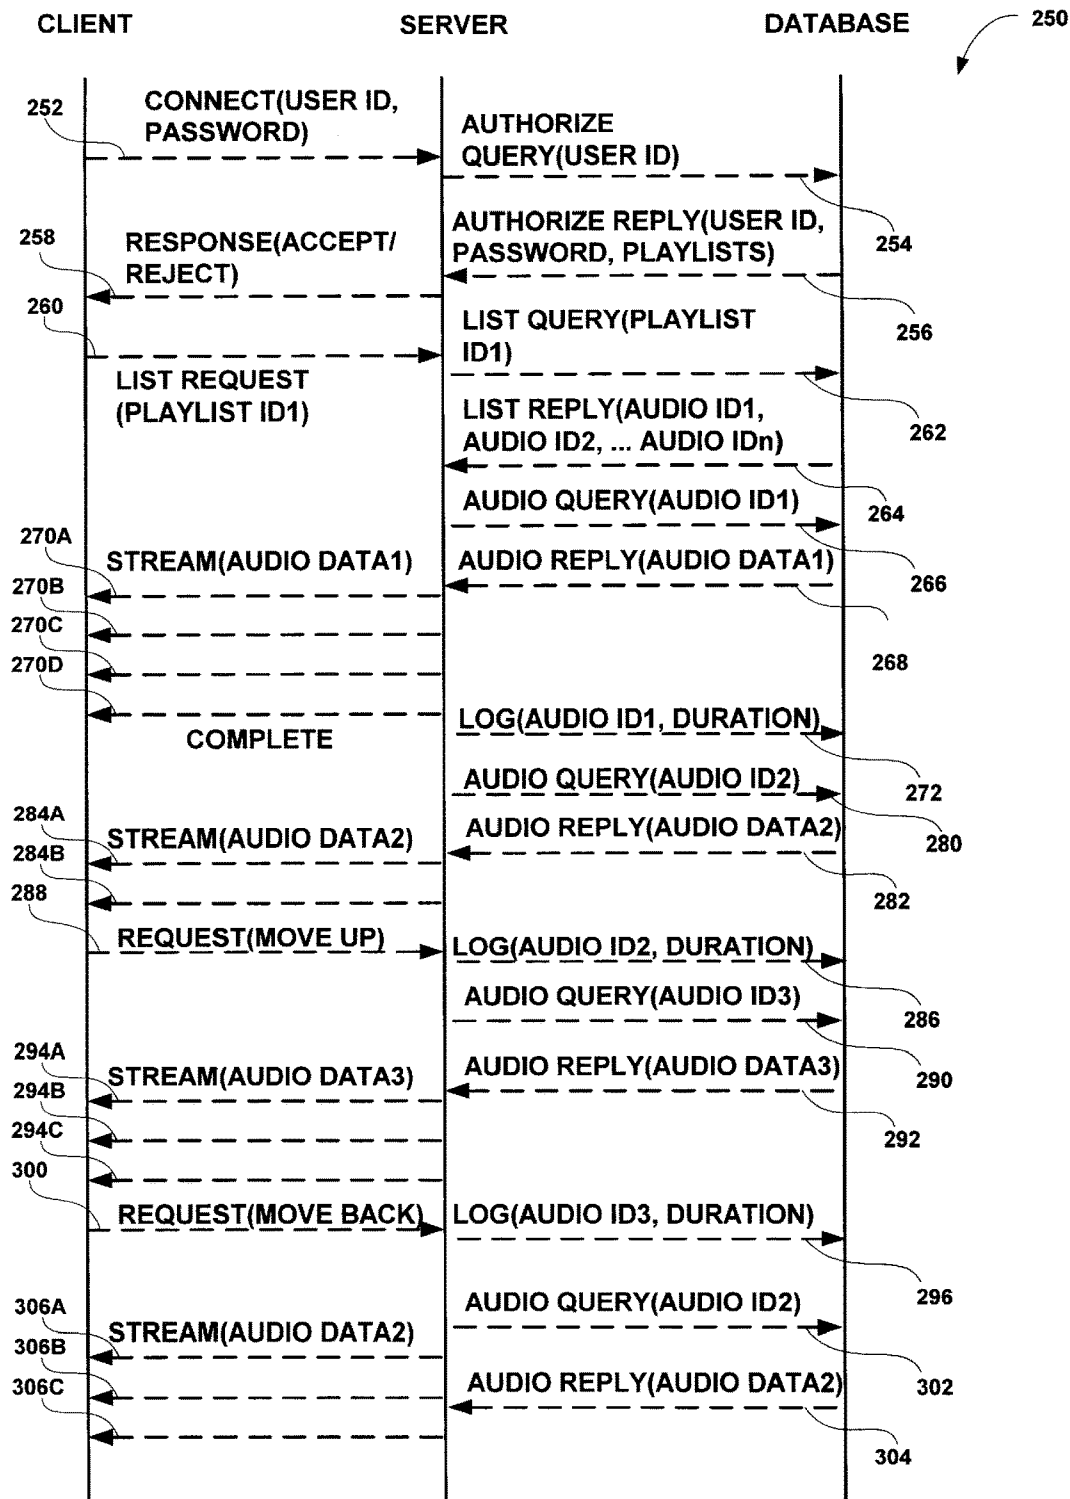 CLIENT
SERVER
DATABASE
250
252
CONNECT(USER ID,
PASSWORD)
AUTHORIZE
QUERY(USER ID)
254
258
RESPONSE(ACCEPT/
REJECT)
AUTHORIZE REPLY(USER ID,
PASSWORD, PLAYLISTS)
256
260
LIST REQUEST
(PLAYLIST ID1)
LIST QUERY(PLAYLIST
ID1)
262
LIST REPLY(AUDIO ID1,
AUDIO ID2, ... AUDIO IDn)
264
AUDIO QUERY(AUDIO ID1)
266
270A
STREAM(AUDIO DATA1)
AUDIO REPLY(AUDIO DATA1)
268
270B
270C
270D
COMPLETE
LOG(AUDIO ID1, DURATION)
272
AUDIO QUERY(AUDIO ID2)
280
284A
STREAM(AUDIO DATA2)
AUDIO REPLY(AUDIO DATA2)
282
284B
288
REQUEST(MOVE UP)
LOG(AUDIO ID2, DURATION)
286
AUDIO QUERY(AUDIO ID3)
290
294A
STREAM(AUDIO DATA3)
AUDIO REPLY(AUDIO DATA3)
292
294B
294C
300
REQUEST(MOVE BACK)
LOG(AUDIO ID3, DURATION)
296
AUDIO QUERY(AUDIO ID2)
302
306A
STREAM(AUDIO DATA2)
306B
306C
AUDIO REPLY(AUDIO DATA2)
304